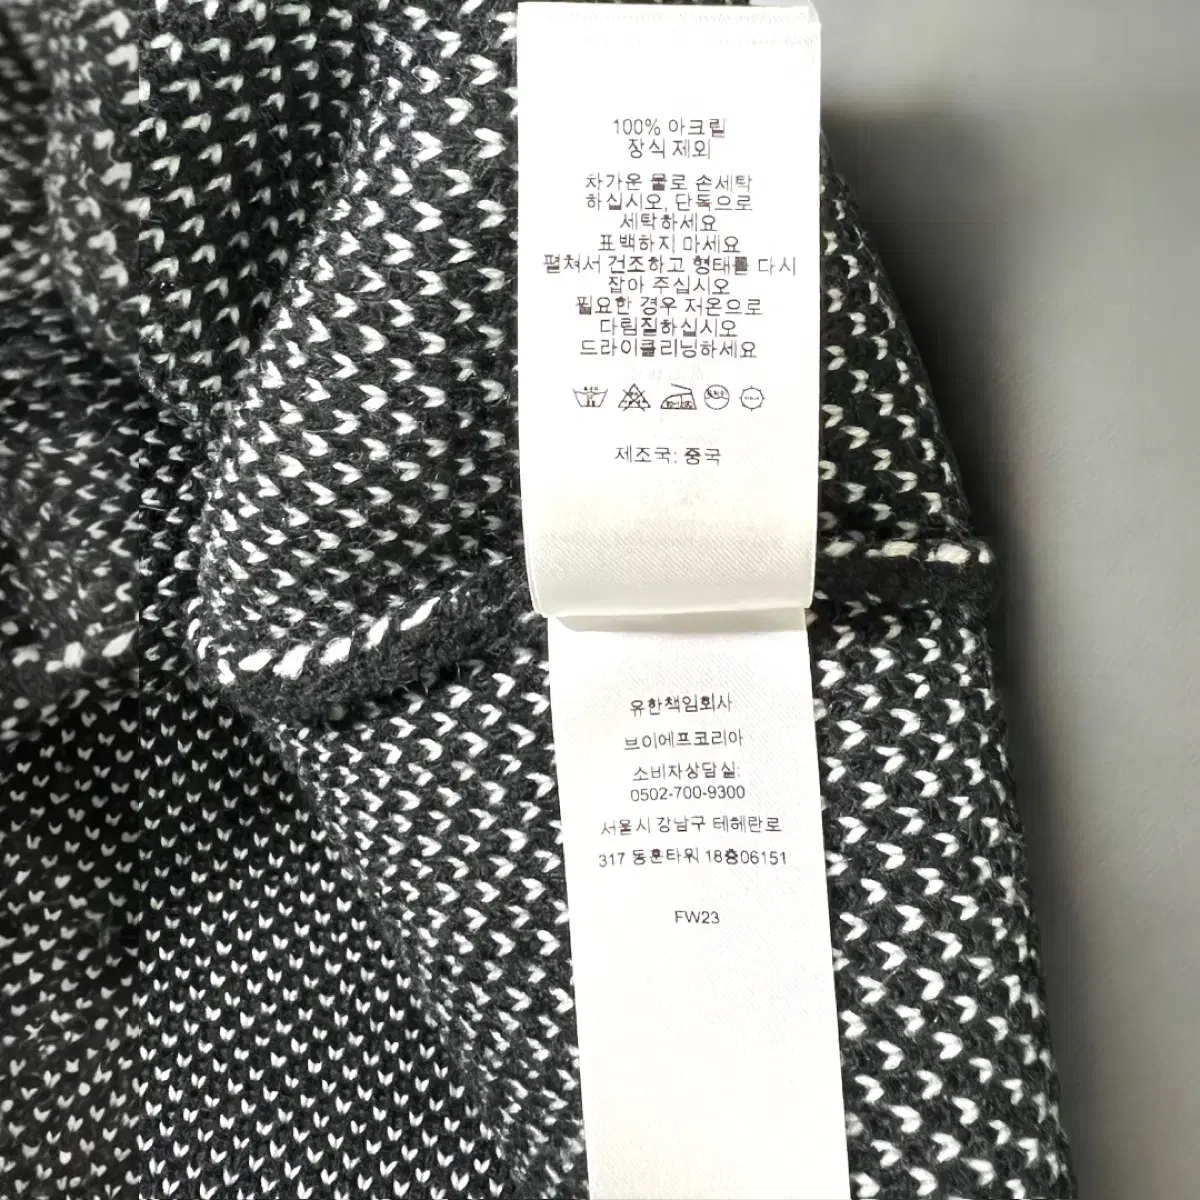 100% 아크릴
장식 제외
차가운 물로 손세탁
하십시오, 단독으로
세탁하세요
표백하지 마세요
펼쳐서 건조하고 형태를 다시
잡아 주십시오
필요한 경우 저온으로
다림질하십시오
드라이클리닝하세요
제조국: 중국
유한책임회사
브이에프코리아
소비자상담실:
0502-700-9300
서울시 강남구 테헤란로
317 동훈타워 18층06151
FW23